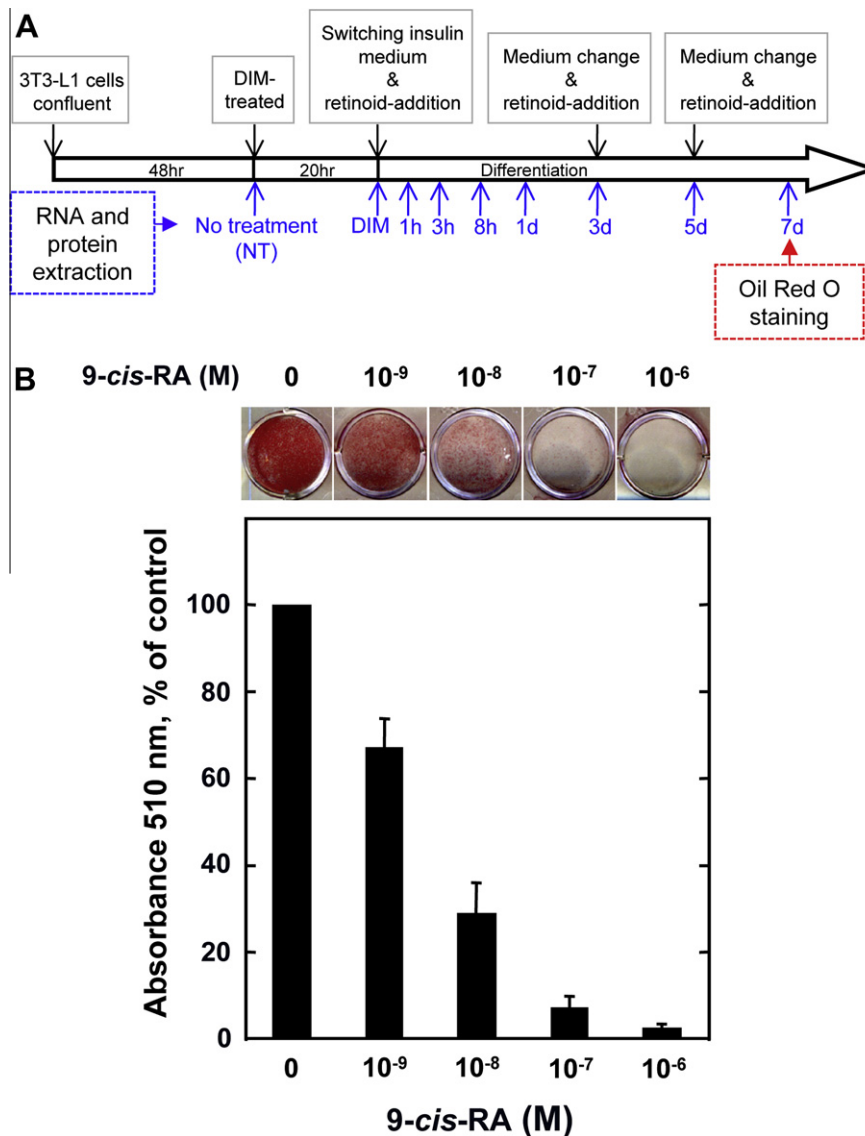 A
3T3-L1 cells
confluent
DIM-
treated
Switching insulin
medium
&
retinoid-addition
Medium change
&
retinoid-addition
Medium change
&
retinoid-addition
48hr
20hr
Differentiation
RNA and
protein
extraction
No treatment
(NT)
DIM
1h
3h
8h
1d
3d
5d
7d
Oil Red O
staining
B
9-cis-RA (M) 0 10⁻⁹ 10⁻⁸ 10⁻⁷ 10⁻⁶
Absorbance 510 nm, % of control
100
80
60
40
20
0
0 10⁻⁹ 10⁻⁸ 10⁻⁷ 10⁻⁶
9-cis-RA (M)